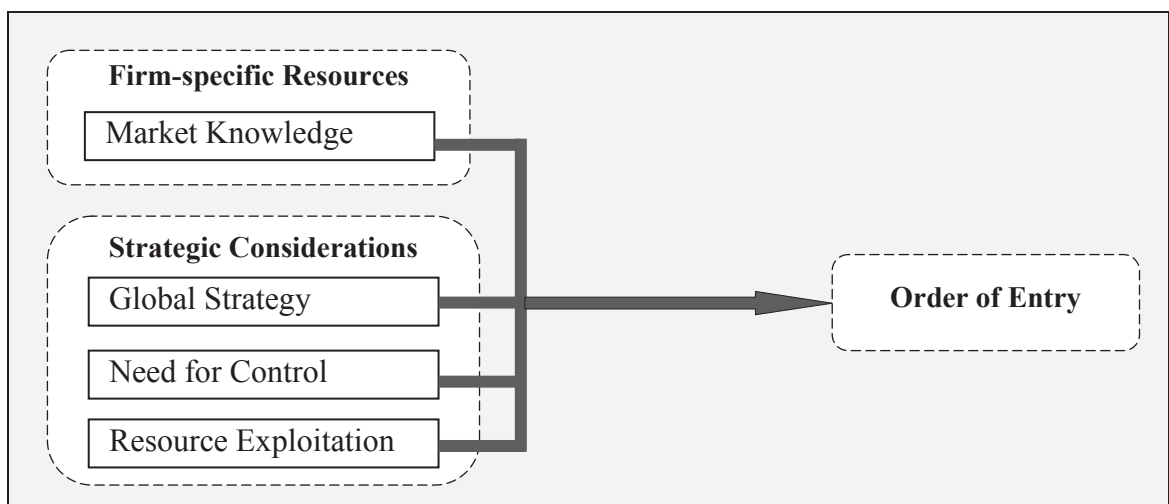 Firm-specific Resources
Market Knowledge
Strategic Considerations
Global Strategy
Need for Control
Resource Exploitation
Order of Entry